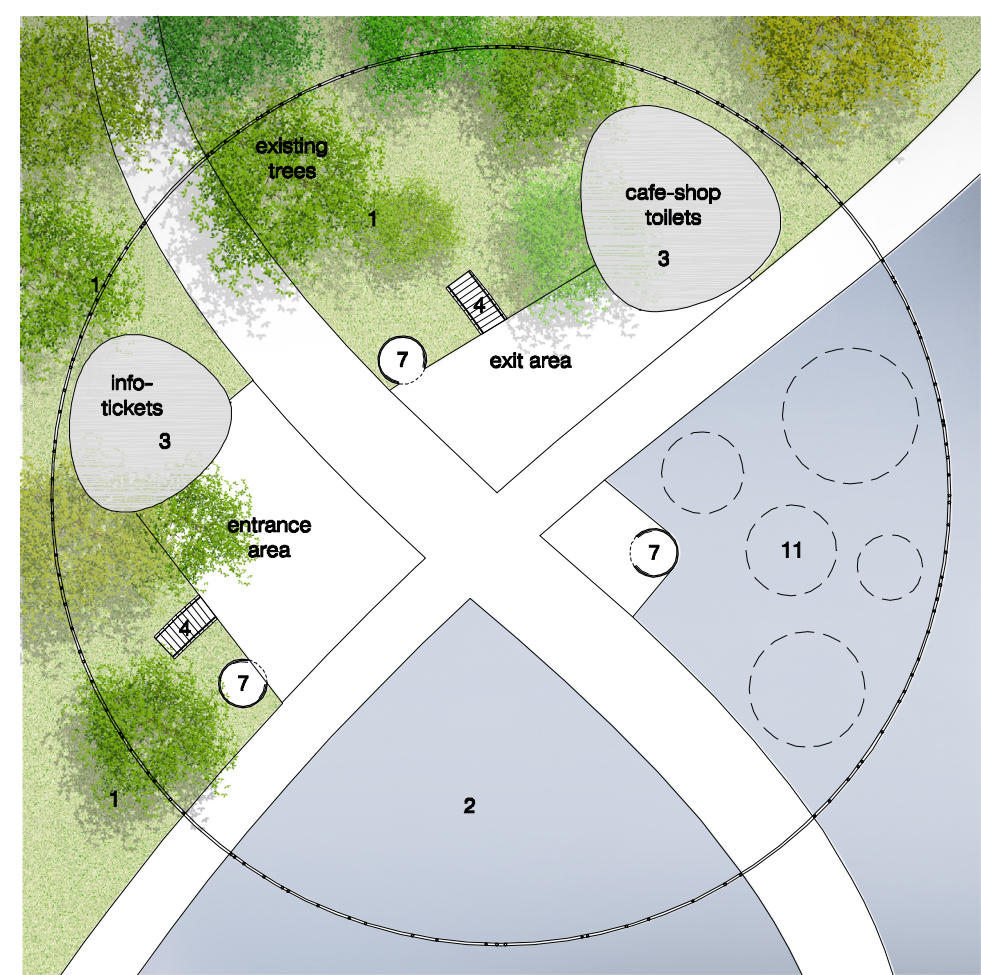 existing
trees
1
cafe-shop
toilets
3
1
4
7
exit area
info-
tickets
3
entrance
area
7
11
4
7
1
2